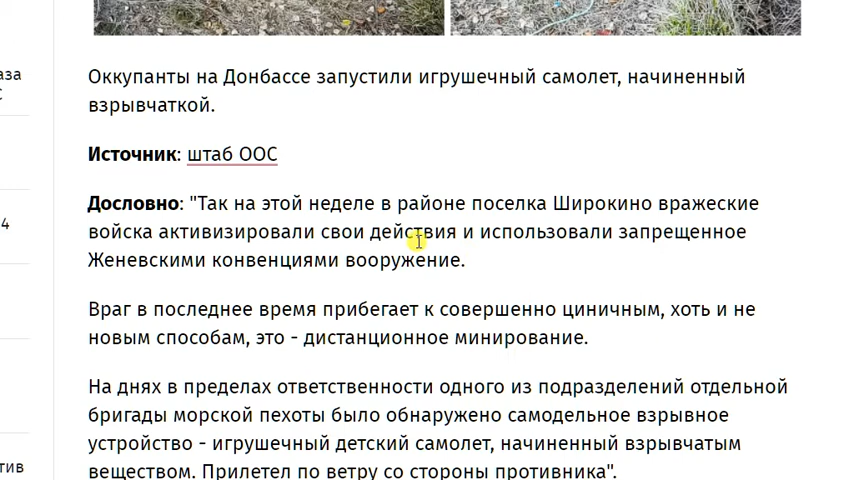 аза
С
4
тив
Оккупанты на Донбассе запустили игрушечный самолет, начиненный
взрывчаткой.
Источник: штаб ООС
Дословно: "Так на этой неделе в районе поселка Широкино вражеские
войска активизировали свои действия и использовали запрещенное
Женевскими конвенциями вооружение.
Враг в последнее время прибегает к совершенно циничным, хоть и не
новым способам, это - дистанционное минирование.
На днях в пределах ответственности одного из подразделений отдельной
бригады морской пехоты было обнаружено самодельное взрывное
устройство - игрушечный детский самолет, начиненный взрывчатым
веществом. Прилетел по ветру со стороны противника".